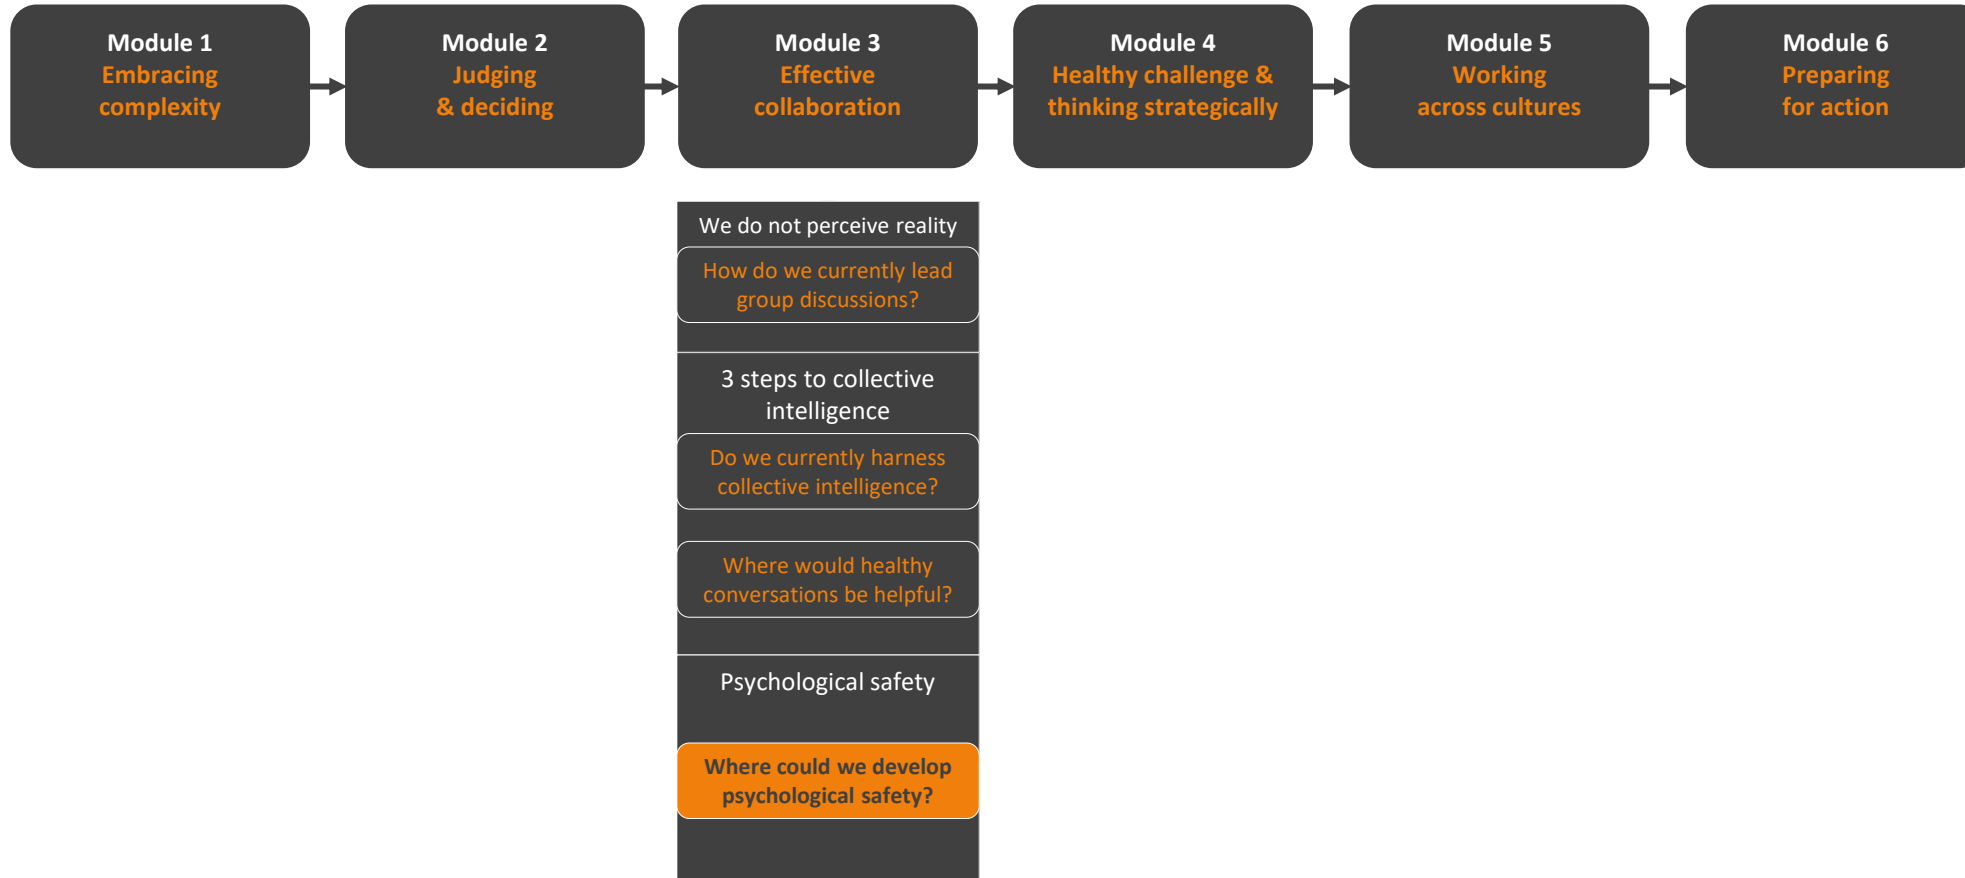 Module 1
Embracing
complexity
Module 2
Judging
& deciding
Module 3
Effective
collaboration
Module 4
Healthy challenge &
thinking strategically
Module 5
Working
across cultures
Module 6
Preparing
for action
We do not perceive reality
How do we currently lead
group discussions?
3 steps to collective
intelligence
Do we currently harness
collective intelligence?
Where would healthy
conversations be helpful?
Psychological safety
Where could we develop
psychological safety?